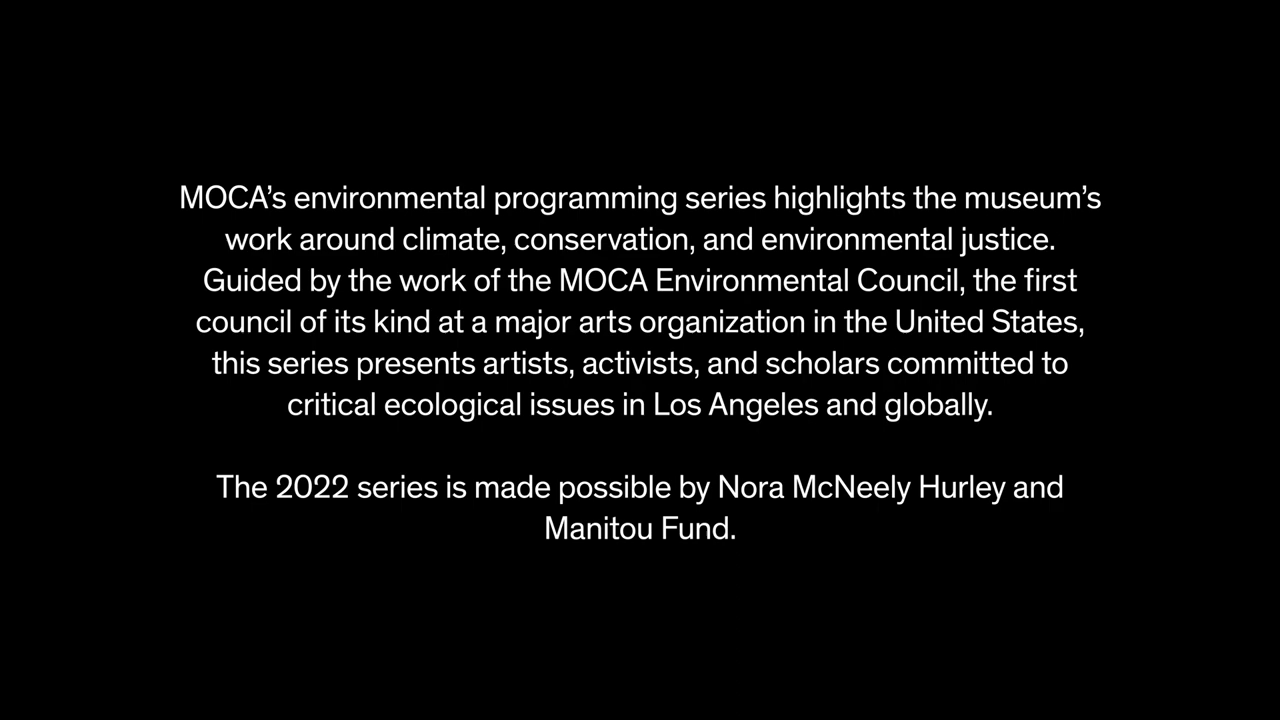 MOCA’s environmental programming series highlights the museum’s
work around climate, conservation, and environmental justice.
Guided by the work of the MOCA Environmental Council, the first
council of its kind at a major arts organization in the United States,
this series presents artists, activists, and scholars committed to
critical ecological issues in Los Angeles and globally.
The 2022 series is made possible by Nora McNeely Hurley and
Manitou Fund.